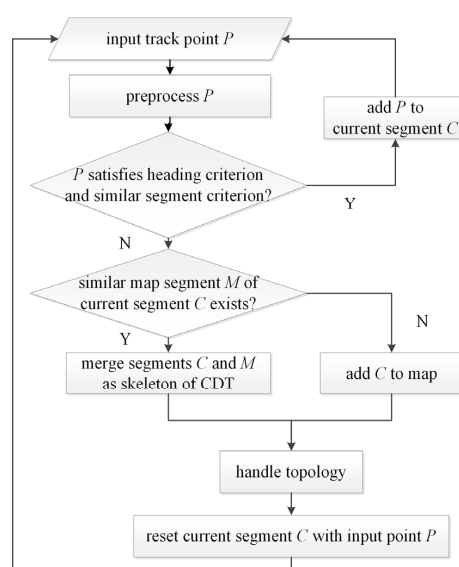 input track point P
preprocess P
add P to
current segment C
P satisfies heading criterion
and similar segment criterion?
Y
N
similar map segment M of
current segment C exists?
N
Y
merge segments C and M
as skeleton of CDT
add C to map
handle topology
reset current segment C with input point P